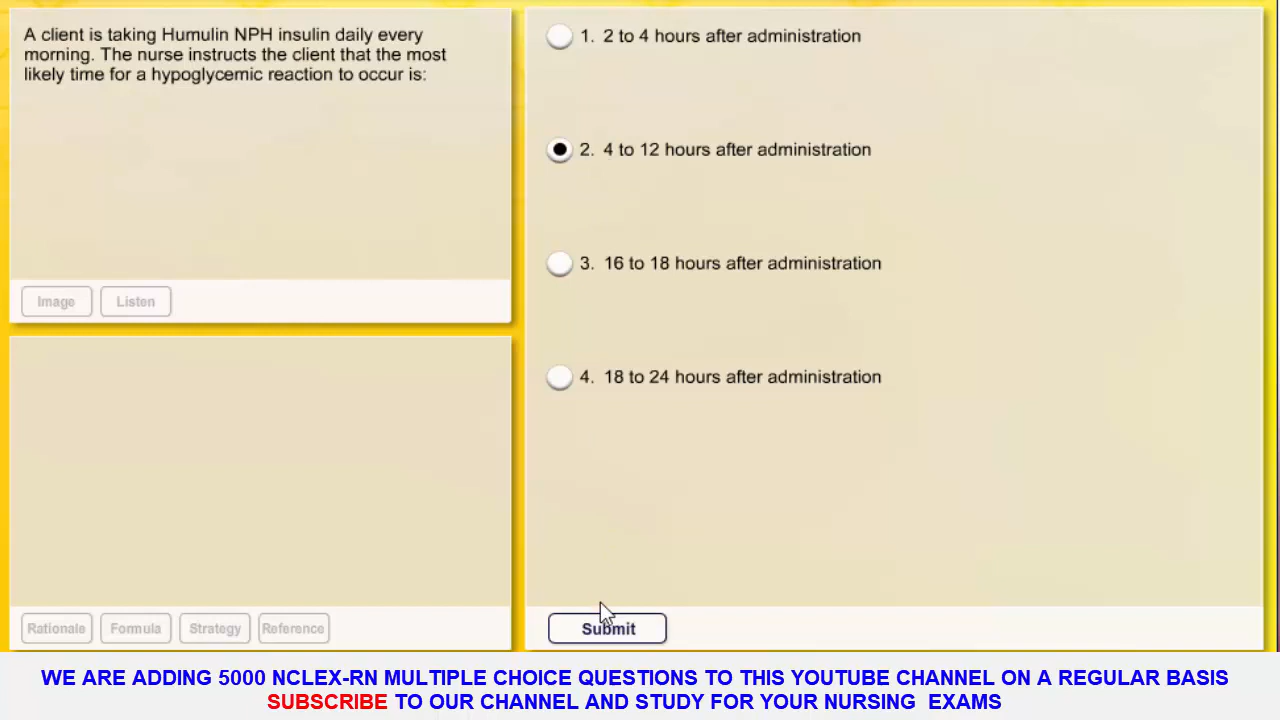 A client is taking Humulin NPH insulin daily every
morning. The nurse instructs the client that the most
likely time for a hypoglycemic reaction to occur is:
Image
Listen
1. 2 to 4 hours after administration
2. 4 to 12 hours after administration
3. 16 to 18 hours after administration
4. 18 to 24 hours after administration
Rationale
Formula
Strategy
Reference
Submit
WE ARE ADDING 5000 NCLEX-RN MULTIPLE CHOICE QUESTIONS TO THIS YOUTUBE CHANNEL ON A REGULAR BASIS
SUBSCRIBE TO OUR CHANNEL AND STUDY FOR YOUR NURSING EXAMS